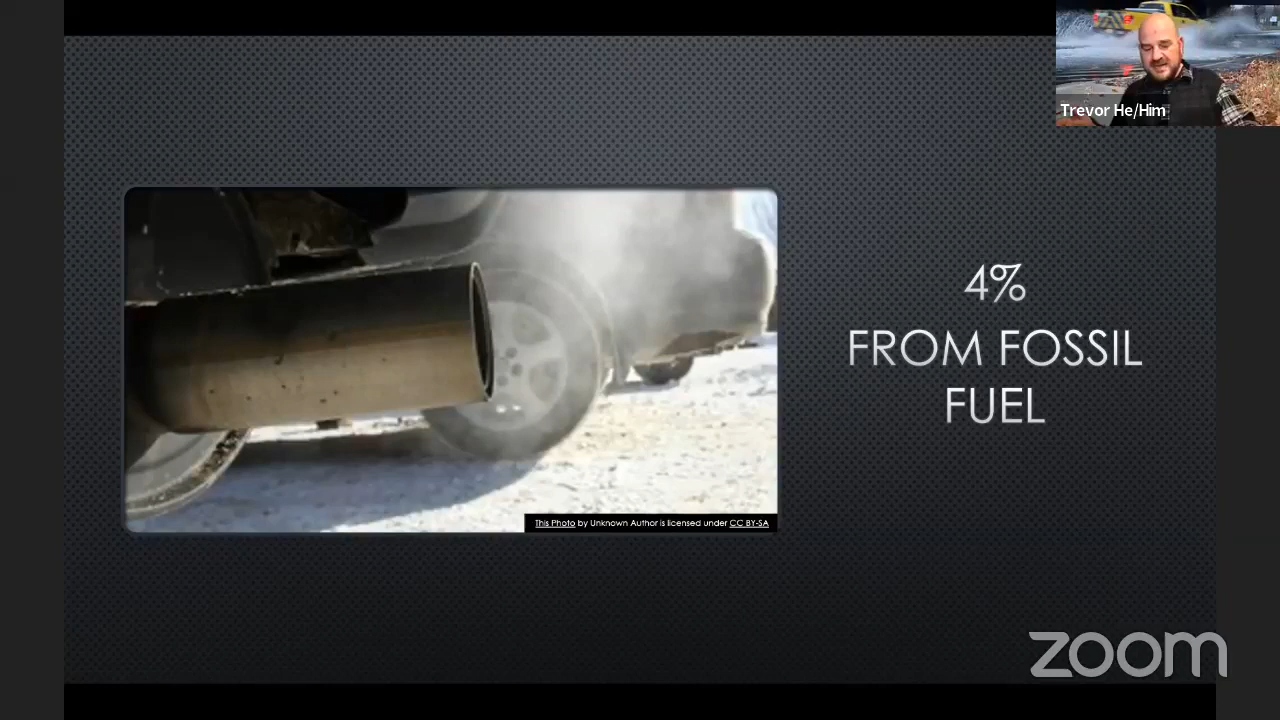 Trevor He/Him
4%
FROM FOSSIL
FUEL
This Photo by Unknown Author is licensed under CC BY-SA
zoom